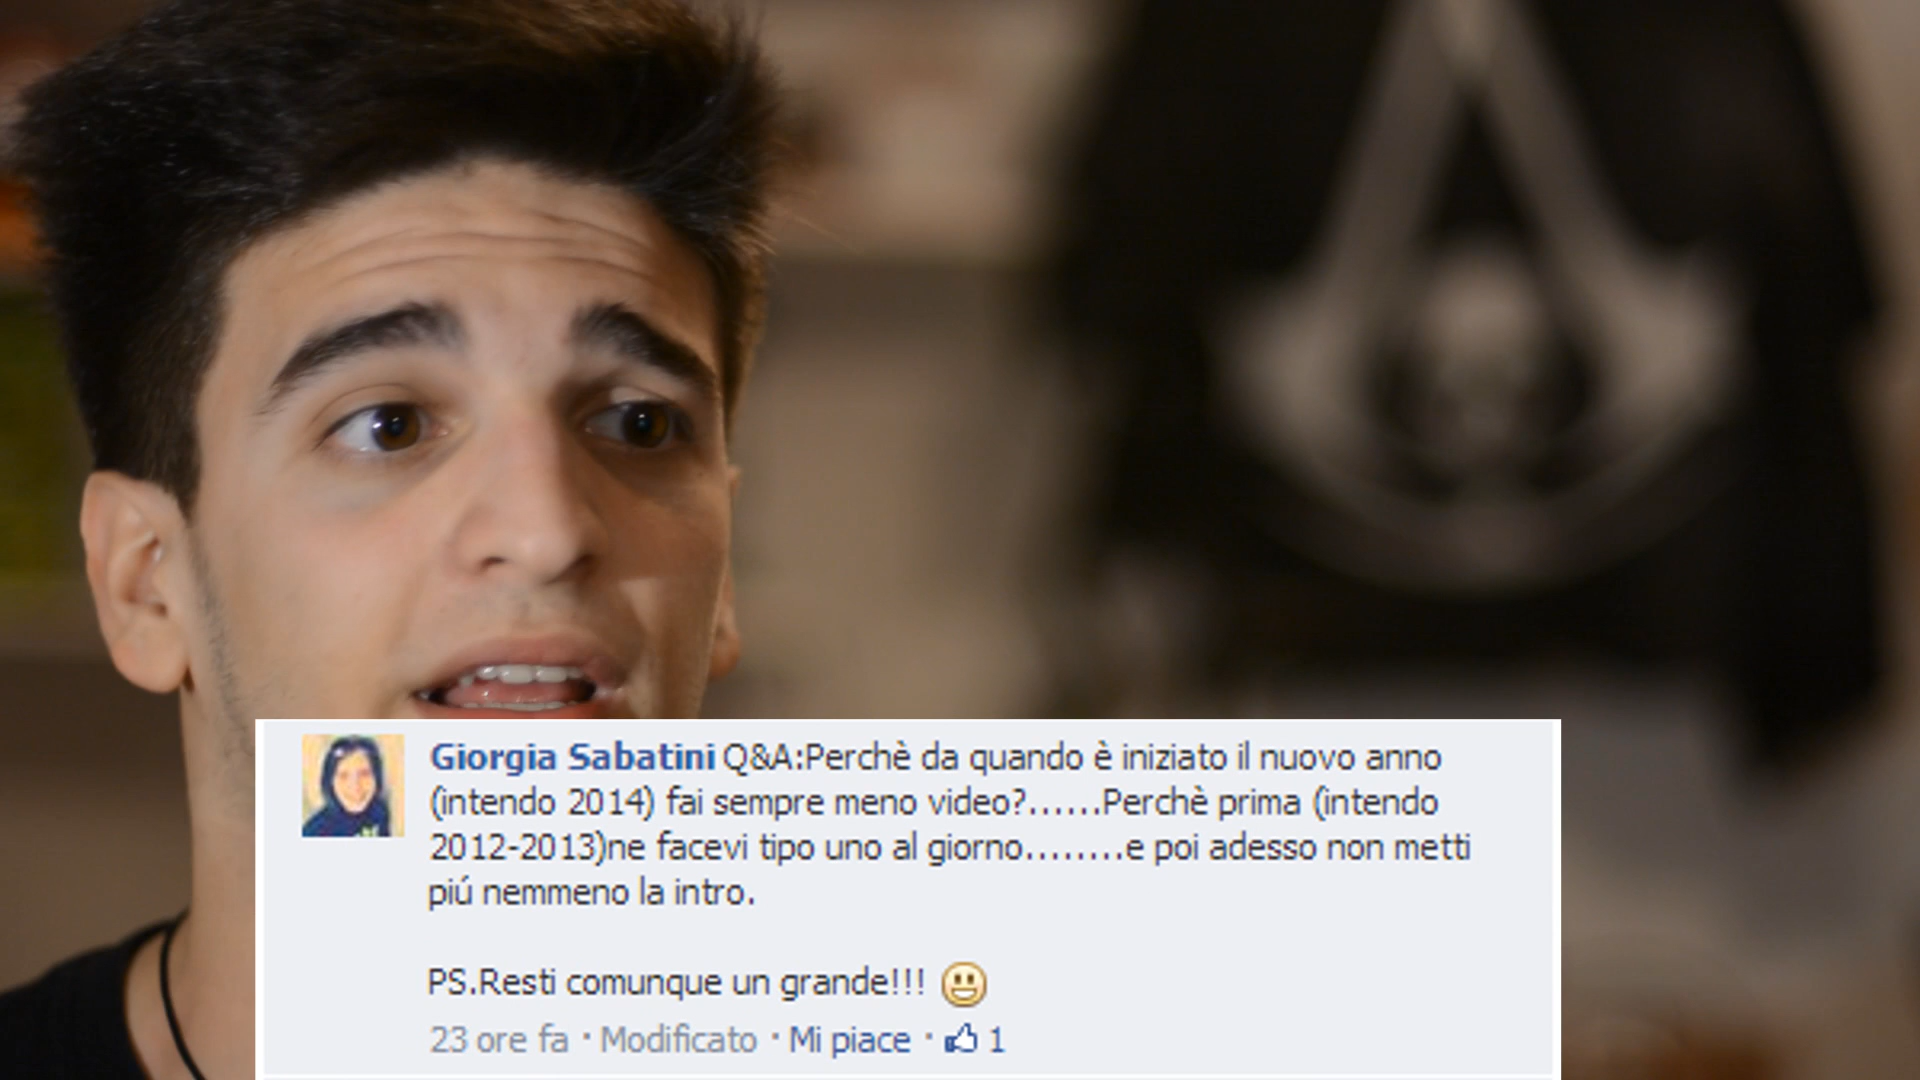 Giorgia Sabatini Q&A:Perchè da quando è iniziato il nuovo anno
(intendo 2014) fai sempre meno video?......Perchè prima (intendo
2012-2013)ne facevi tipo uno al giorno........e poi adesso non metti
piú nemmeno la intro.
PS.Resti comunque un grande!!!
23 ore fa · Modificato · Mi piace · 1